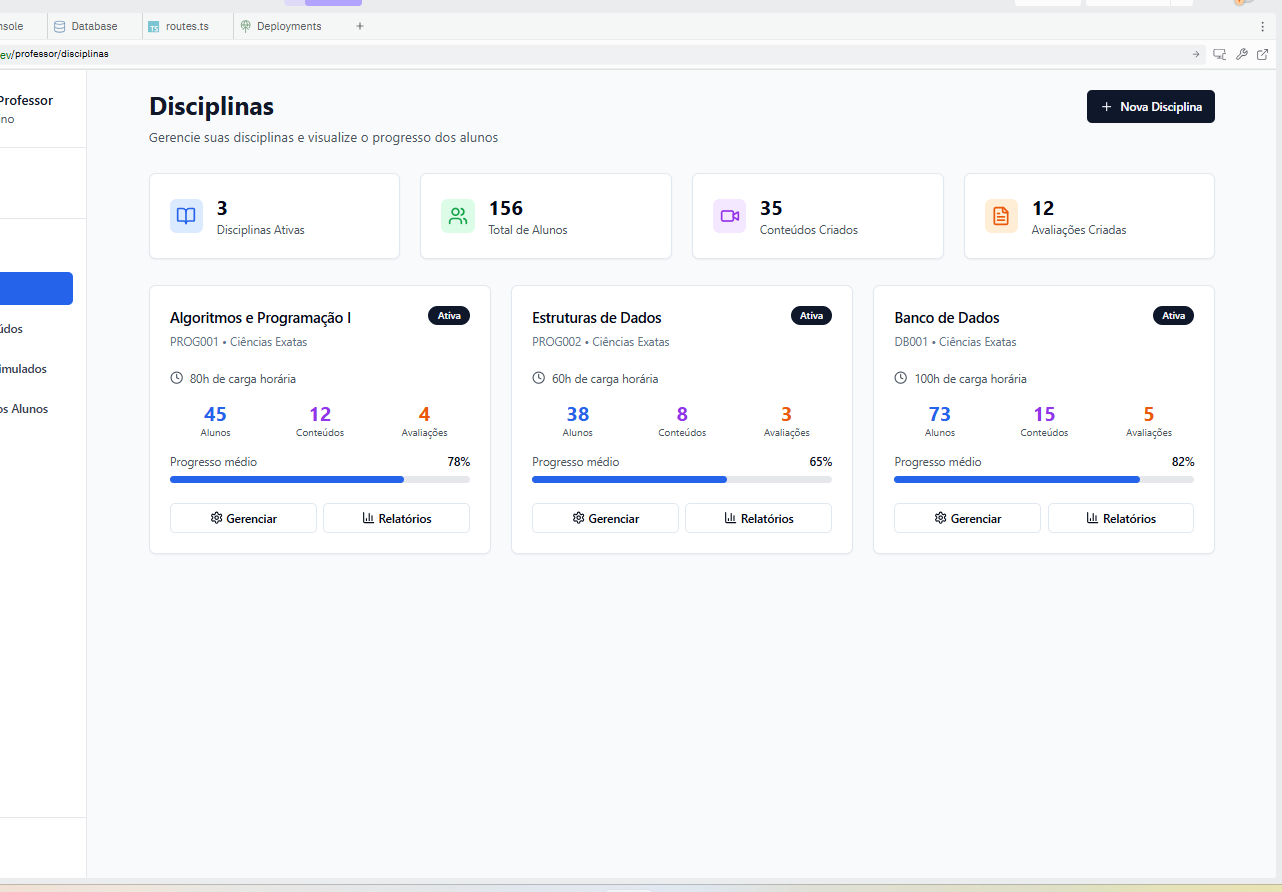 nsole Database TS routes.ts Deployments +
ev/professor/disciplinas
Professor
no
údos
imulados
os Alunos
Disciplinas
Gerencie suas disciplinas e visualize o progresso dos alunos
+ Nova Disciplina
3
Disciplinas Ativas
156
Total de Alunos
35
Conteúdos Criados
12
Avaliações Criadas
Algoritmos e Programação I Ativa
PROG001 • Ciências Exatas
80h de carga horária
45 12 4
Alunos Conteúdos Avaliações
Progresso médio 78%
Gerenciar Relatórios
Estruturas de Dados Ativa
PROG002 • Ciências Exatas
60h de carga horária
38 8 3
Alunos Conteúdos Avaliações
Progresso médio 65%
Gerenciar Relatórios
Banco de Dados Ativa
DB001 • Ciências Exatas
100h de carga horária
73 15 5
Alunos Conteúdos Avaliações
Progresso médio 82%
Gerenciar Relatórios